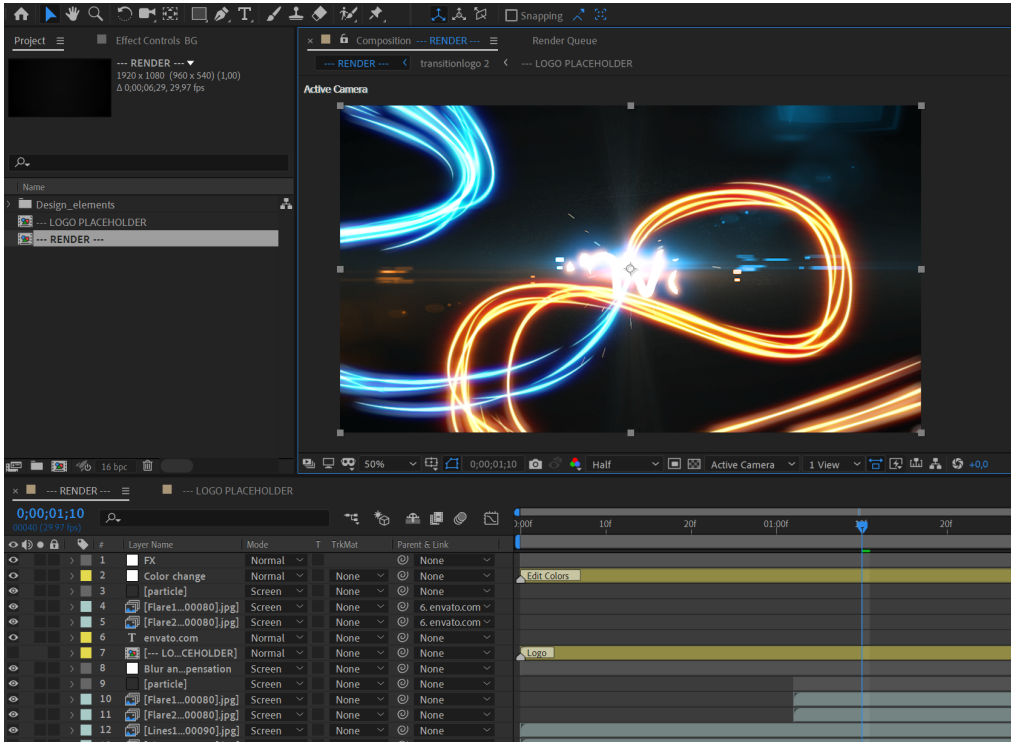 Snapping
Project
Effect Controls BG
--- RENDER ---
1920 x 1080 (960 x 540) (1,00)
Δ 0;00;06;29, 29,97 fps
Name
Design_elements
--- LOGO PLACEHOLDER
--- RENDER ---
16 bpc
Composition --- RENDER ---
Render Queue
--- RENDER ---
transitionlogo 2
--- LOGO PLACEHOLDER
Active Camera
50%
0;00;01;10
Half
Active Camera
1 View
+0,0
--- RENDER ---
--- LOGO PLACEHOLDER
0;00;01;10
00040 (29.97 fps)
0:00f
10f
20f
01:00f
10f
20f
# Layer Name Mode T TrkMat Parent & Link
1 FX Normal None
2 Color change Normal None None
Edit Colors
3 [particle] Screen None None
4 [Flare1...00080].jpg] Screen None 6. envato.com
5 [Flare2...00080].jpg] Screen None 6. envato.com
6 T envato.com Normal None None
7 [--- LO...CEHOLDER] Normal None None
Logo
8 Blur an...pensation Screen None None
9 [particle] Screen None None
10 [Flare1...00080].jpg] Screen None None
11 [Flare2...00080].jpg] Screen None None
12 [Lines1...00090].jpg] Screen None None